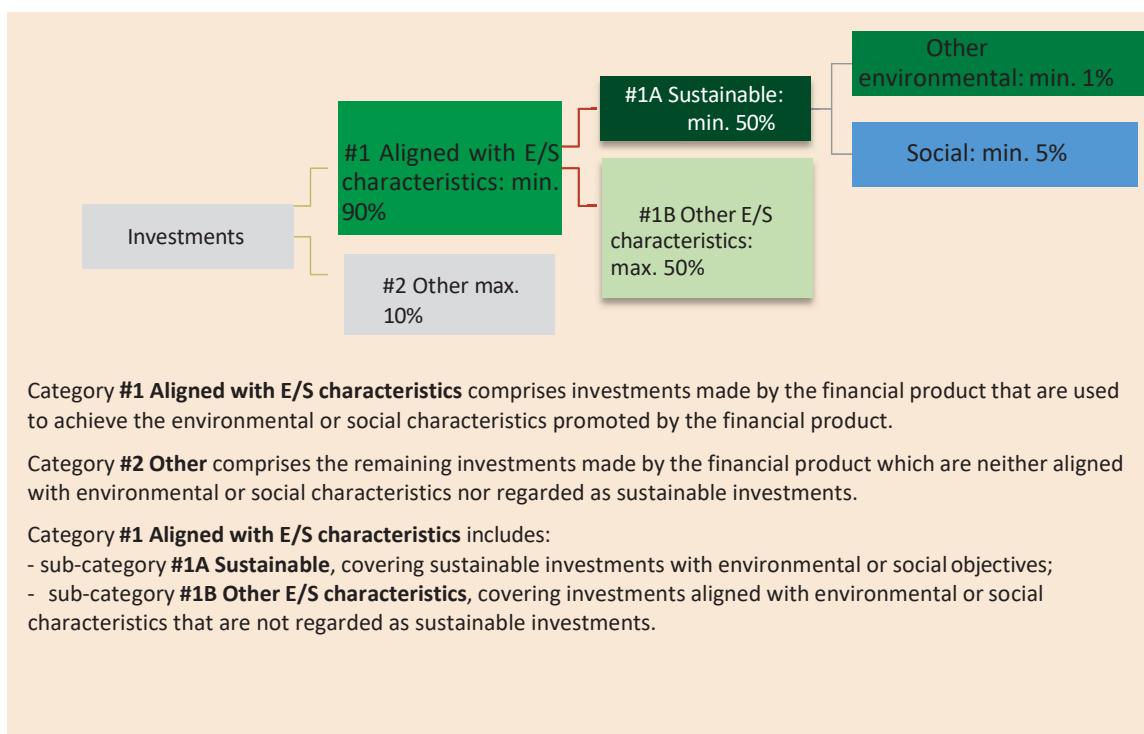 Other
environmental: min. 1%
#1A Sustainable:
min. 50%
Social: min. 5%
#1 Aligned with E/S
characteristics: min.
90%
#1B Other E/S
characteristics:
max. 50%
Investments
#2 Other max.
10%
Category #1 Aligned with E/S characteristics comprises investments made by the financial product that are used
to achieve the environmental or social characteristics promoted by the financial product.
Category #2 Other comprises the remaining investments made by the financial product which are neither aligned
with environmental or social characteristics nor regarded as sustainable investments.
Category #1 Aligned with E/S characteristics includes:
- sub-category #1A Sustainable, covering sustainable investments with environmental or social objectives;
- sub-category #1B Other E/S characteristics, covering investments aligned with environmental or social
characteristics that are not regarded as sustainable investments.